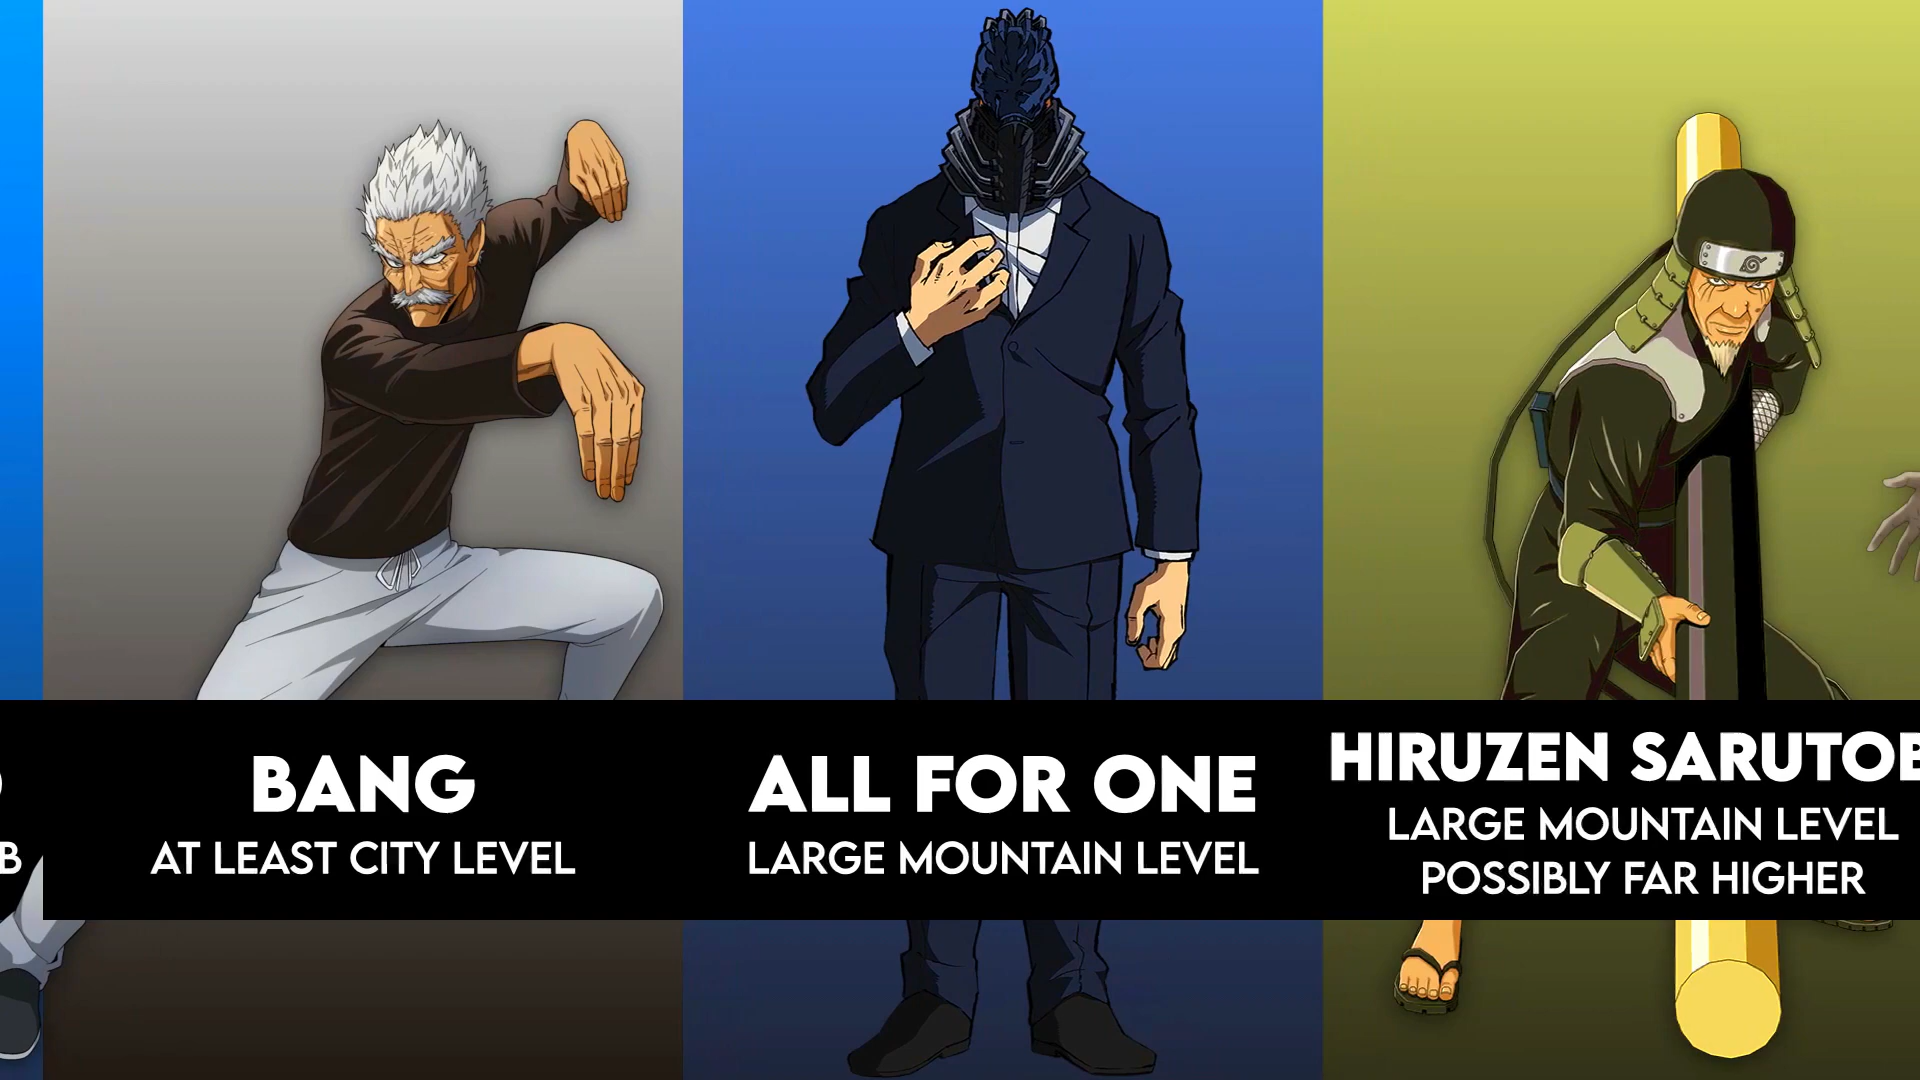 BANG
AT LEAST CITY LEVEL
ALL FOR ONE
LARGE MOUNTAIN LEVEL
HIRUZEN SARUTOB
LARGE MOUNTAIN LEVEL
POSSIBLY FAR HIGHER